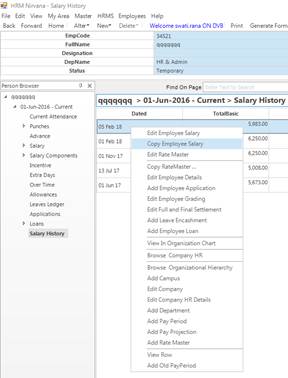 HRM Nirvana - Salary History
File Edit View My Area HRMS Employees Help
Back Forward Home Alter New Delete Welcome swati.rana ON DVB Print Generate Form
EmpCode 34521
FullName qqqqqqq
Designation
DepName HR & Admin
Status Temporary
Person Browser
Find On Page Enter Text to Search
qqqqqqq
01-Jun-2016 - Current
Current Attendance
Punches
Advance
Salary
Salary Components
Incentive
Extra Days
Over Time
Allowances
Leaves Ledger
Applications
Loans
Salary History
qqqqqqq > 01-Jun-2016 - Current > Salary History
Dated TotalBasic
05 Feb 18 5,883.00
01 Feb 18 6,250.00
01 Nov 17 6,250.00
13 Jul 17 5,008.00
01 Jun 17 5,673.00
Edit Employee Salary
Copy Employee Salary
Edit Rate Master
Copy RateMaster...
Edit Employee Details
Add Employee Application
Edit Employee Grading
Edit Full and Final Settlement
Add Leave Encashment
Add Employee Loan
View In Organization Chart
Browse Company HR
Browse Organizational Hierarchy
Add Campus
Edit Company
Edit Company HR Details
Add Department
Add Pay Period
Add Pay Projection
Add Rate Master
View Row
Add Old PayPeriod